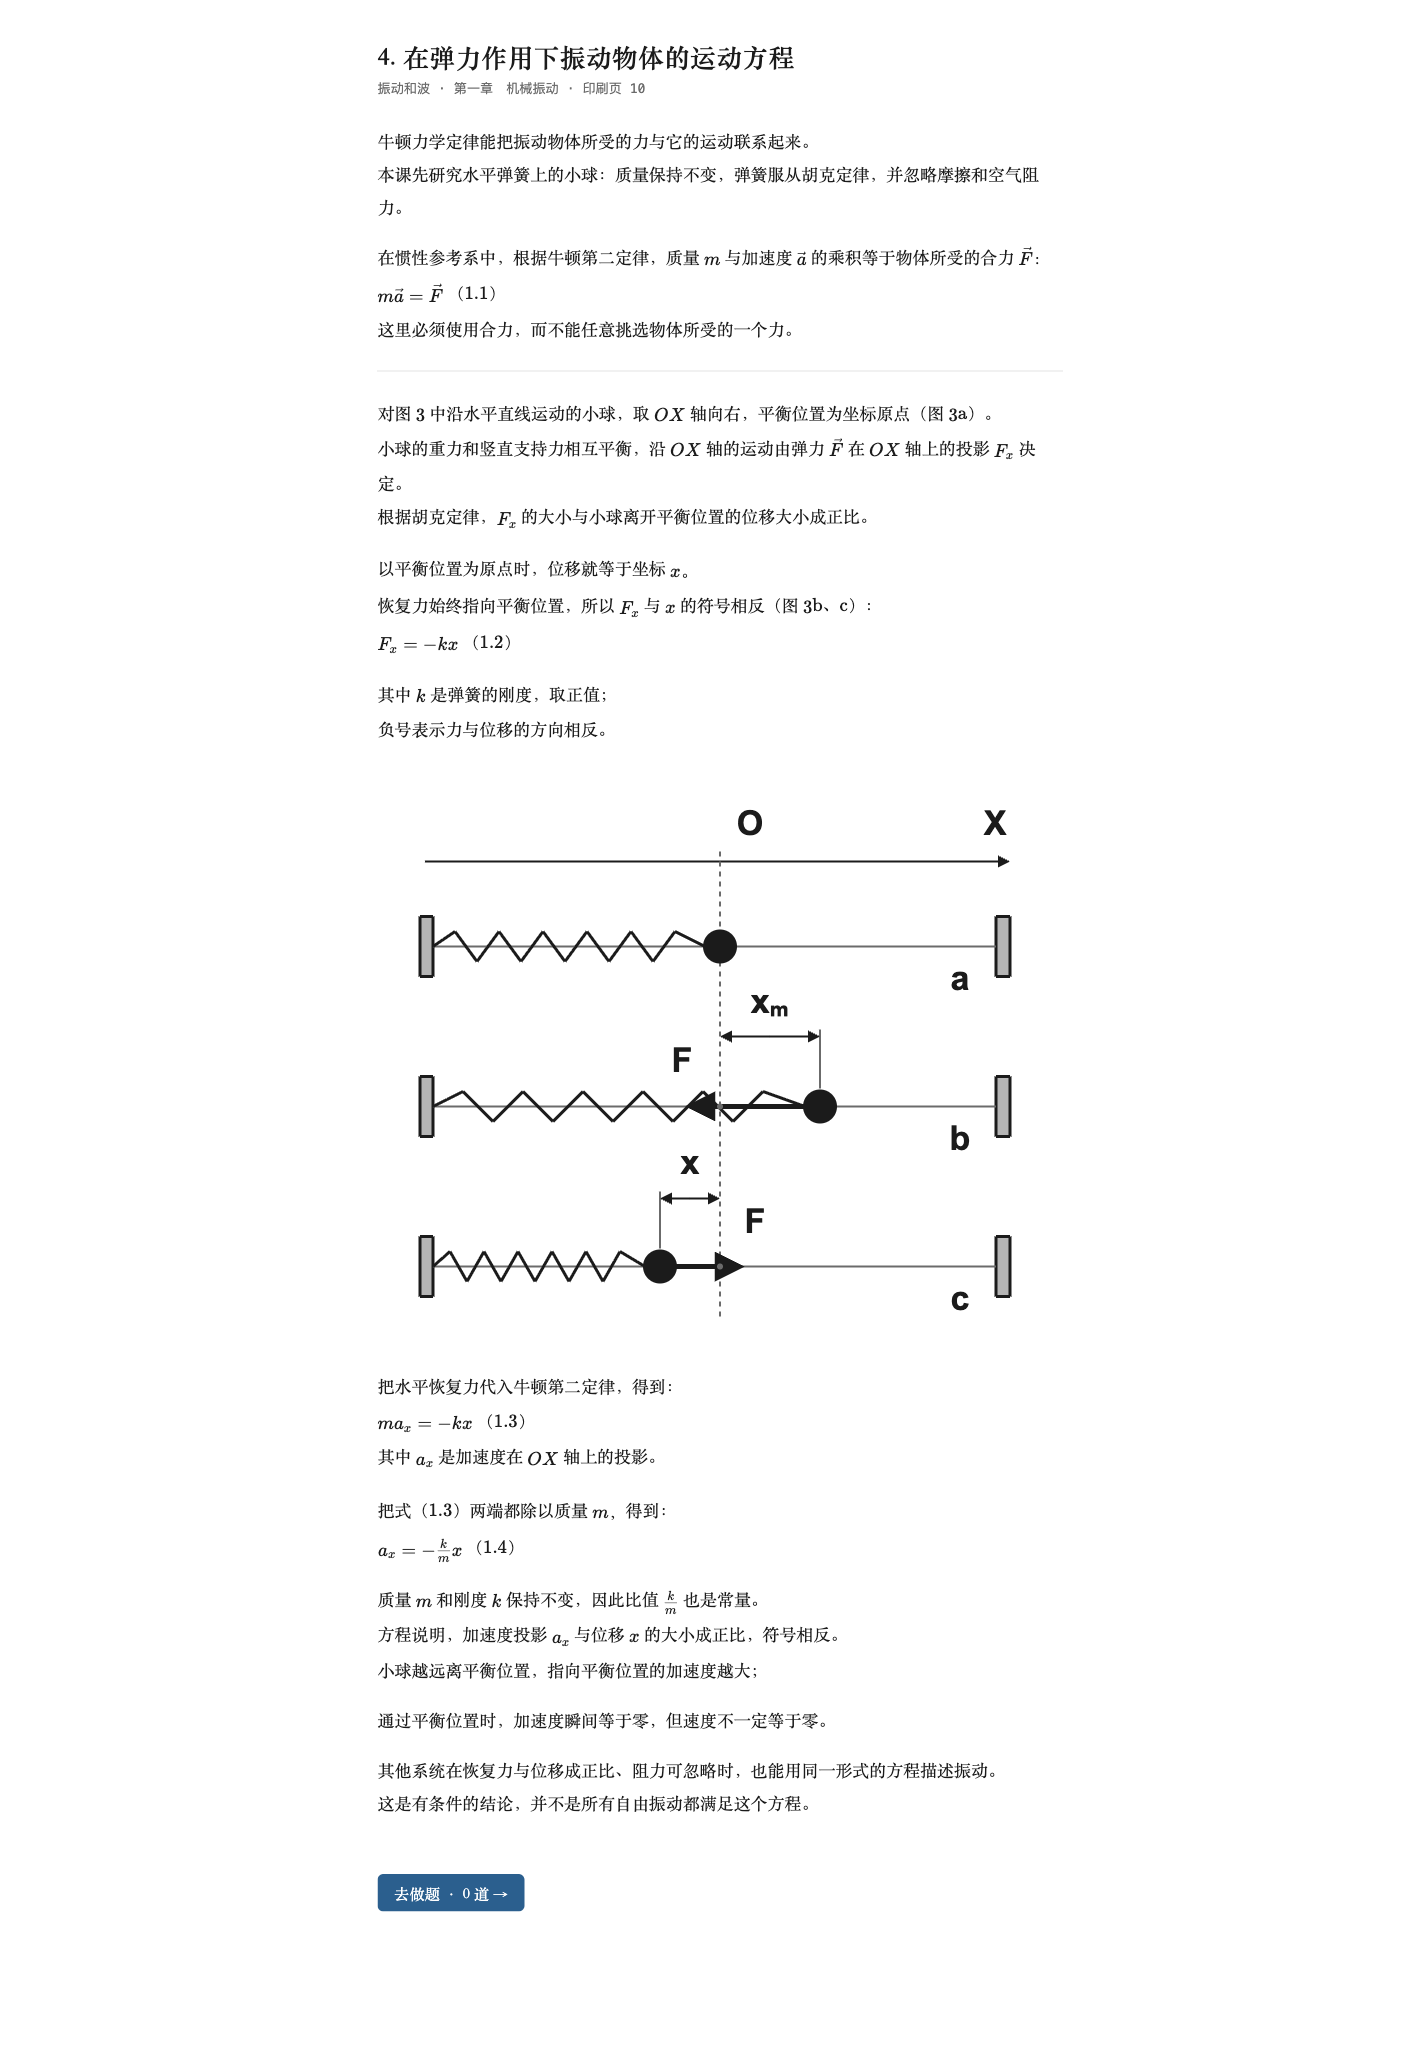 4. 在弹力作用下振动物体的运动方程
振动和波 · 第一章 机械振动 · 印刷页 10
牛顿力学定律能把振动物体所受的力与它的运动联系起来。
本课先研究水平弹簧上的小球：质量保持不变，弹簧服从胡克定律，并忽略摩擦和空气阻
力。
在惯性参考系中，根据牛顿第二定律，质量 m 与加速度 a⃗ 的乘积等于物体所受的合力 F⃗：
ma⃗ = F⃗ （1.1）
这里必须使用合力，而不能任意挑选物体所受的一个力。
对图 3 中沿水平直线运动的小球，取 OX 轴向右，平衡位置为坐标原点（图 3a）。
小球的重力和竖直支持力相互平衡，沿 OX 轴的运动由弹力 F⃗ 在 OX 轴上的投影 Fₓ 决
定。
根据胡克定律，Fₓ 的大小与小球离开平衡位置的位移大小成正比。
以平衡位置为原点时，位移就等于坐标 x。
恢复力始终指向平衡位置，所以 Fₓ 与 x 的符号相反（图 3b、c）：
Fₓ = −kx （1.2）
其中 k 是弹簧的刚度，取正值；
负号表示力与位移的方向相反。
O X
a
xₘ
F
b
x
F
c
把水平恢复力代入牛顿第二定律，得到：
maₓ = −kx （1.3）
其中 aₓ 是加速度在 OX 轴上的投影。
把式（1.3）两端都除以质量 m，得到：
aₓ = −k/m x （1.4）
质量 m 和刚度 k 保持不变，因此比值 k/m 也是常量。
方程说明，加速度投影 aₓ 与位移 x 的大小成正比，符号相反。
小球越远离平衡位置，指向平衡位置的加速度越大；
通过平衡位置时，加速度瞬间等于零，但速度不一定等于零。
其他系统在恢复力与位移成正比、阻力可忽略时，也能用同一形式的方程描述振动。
这是有条件的结论，并不是所有自由振动都满足这个方程。
去做题 · 0 道 →